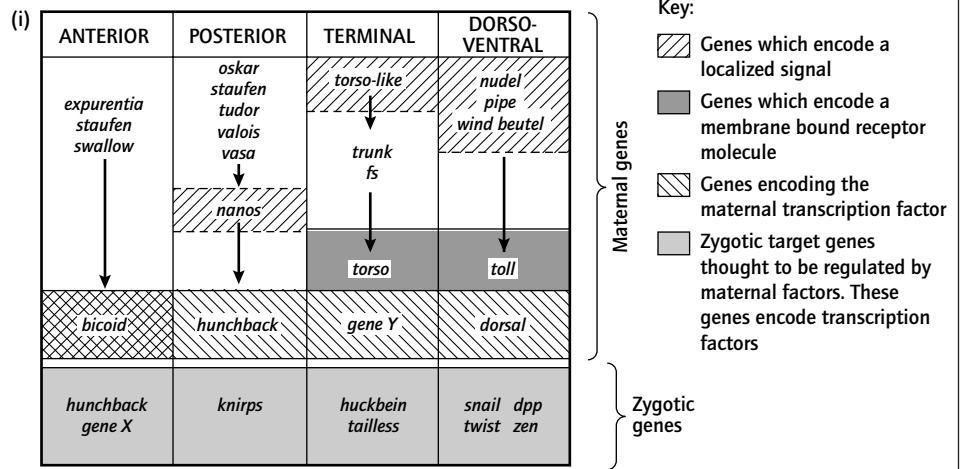 (i)
ANTERIOR
POSTERIOR
TERMINAL
DORSO-
VENTRAL
expurentia
staufen
swallow
bicoid
hunchback
gene X
oskar
staufen
tudor
valois
vasa
nanos
hunchback
knirps
torso-like
trunk
fs
torso
gene Y
huckbein
tailless
nudel
pipe
wind beutel
toll
dorsal
snail dpp
twist zen
Maternal genes
Zygotic
genes
Key:
Genes which encode a
localized signal
Genes which encode a
membrane bound receptor
molecule
Genes encoding the
maternal transcription factor
Zygotic target genes
thought to be regulated by
maternal factors. These
genes encode transcription
factors